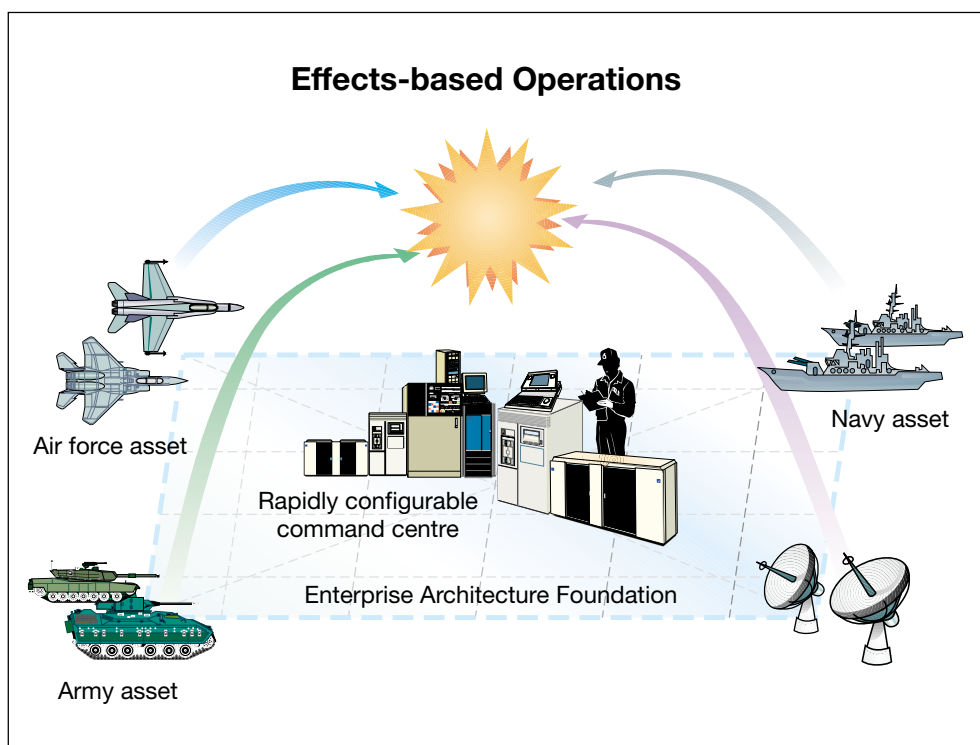 Effects-based Operations
Air force asset
Navy asset
Rapidly configurable
command centre
Enterprise Architecture Foundation
Army asset